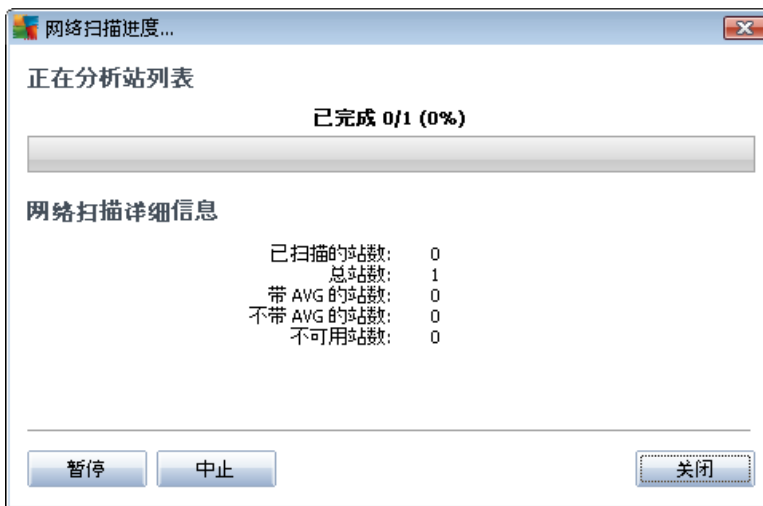 网络扫描进度...
正在分析站列表
已完成 0/1 (0%)
网络扫描详细信息
已扫描的站数: 0
总站数: 1
带 AVG 的站数: 0
不带 AVG 的站数: 0
不可用站数: 0
暂停 中止 关闭